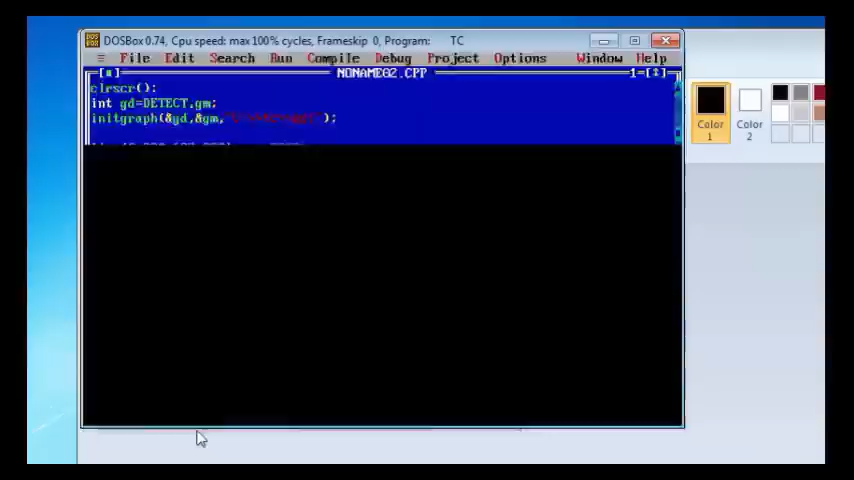 DOSBox 0.74, Cpu speed: max 100% cycles, Frameskip 0, Program: TC
≡ File Edit Search Run Compile Debug Project Options Window Help
[■] NONAME02.CPP 1=[↕]
clrscr();
int gd=DETECT,gm;
initgraph(&gd,&gm,
);
Color 1
Color 2